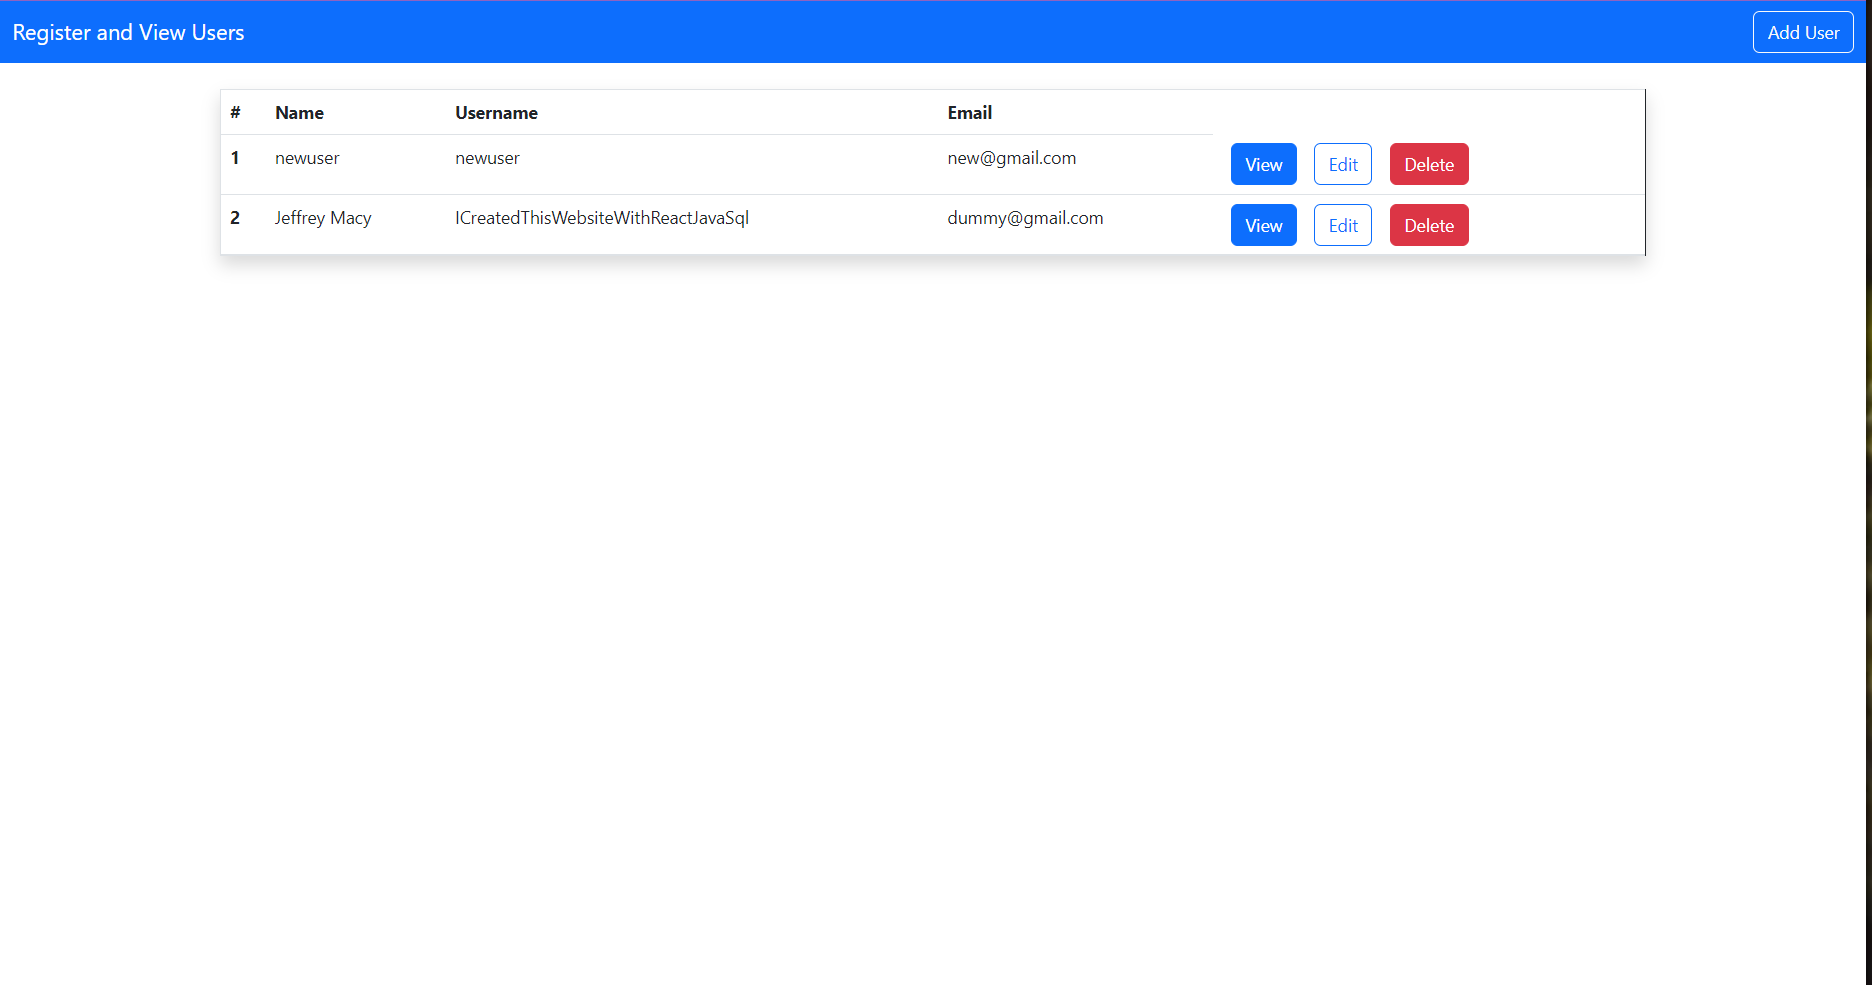 Register and View Users Add User
# Name Username Email
1 newuser newuser new@gmail.com View Edit Delete
2 Jeffrey Macy ICreatedThisWebsiteWithReactJavaSql dummy@gmail.com View Edit Delete